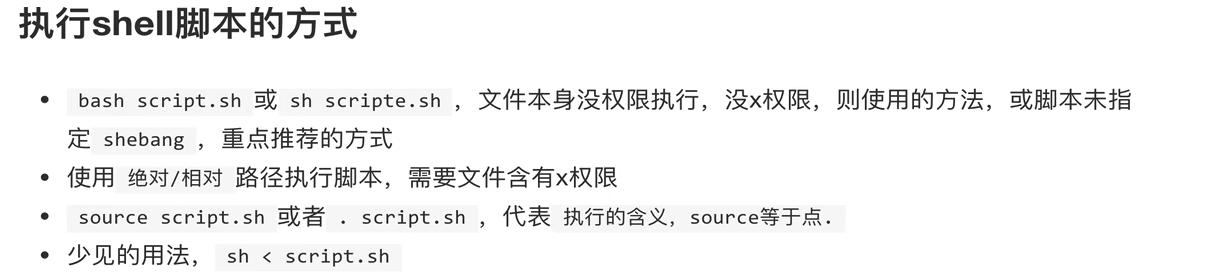 执行shell脚本的方式
bash script.sh 或 sh scripte.sh ，文件本身没权限执行，没x权限，则使用的方法，或脚本未指
定 shebang ，重点推荐的方式
使用 绝对/相对 路径执行脚本，需要文件含有x权限
source script.sh 或者 . script.sh ，代表 执行的含义，source等于点.
少见的用法， sh < script.sh